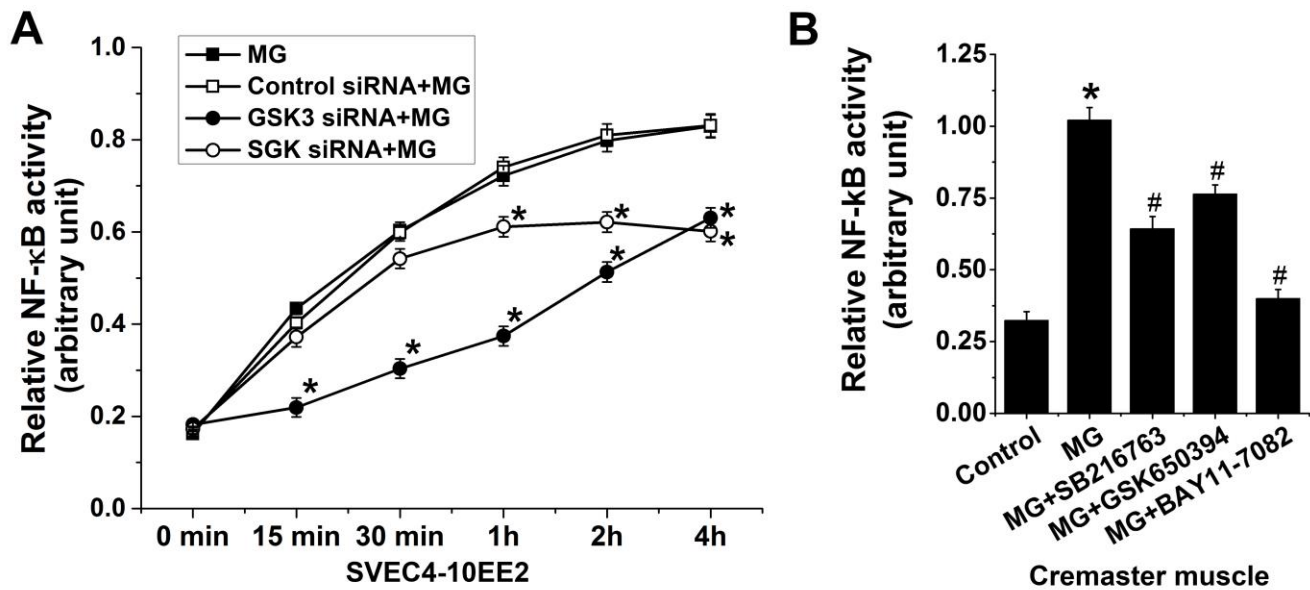 A
MG
Control siRNA+MG
GSK3 siRNA+MG
SGK siRNA+MG
Relative NF-κB activity
(arbitrary unit)
1.0
0.8
0.6
0.4
0.2
0.0
* * * * * * * *
0 min 15 min 30 min 1h 2h 4h
SVEC4-10EE2
B
Relative NF-kB activity
(arbitrary unit)
1.25
1.00
0.75
0.50
0.25
0.00
* # # #
Control
MG
MG+SB216763
MG+GSK650394
MG+BAY11-7082
Cremaster muscle